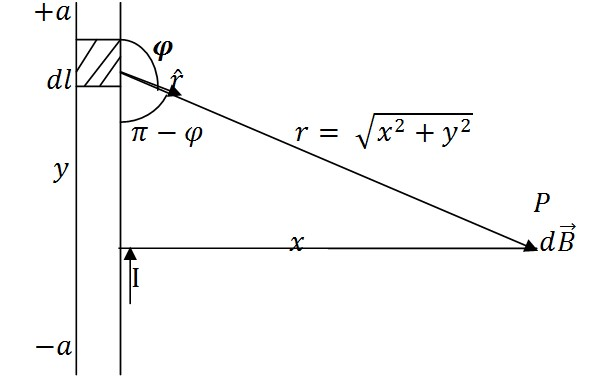 +a
φ
dl
r̂
π − φ
r = √x² + y²
y
P
x
dB⃗
I
−a